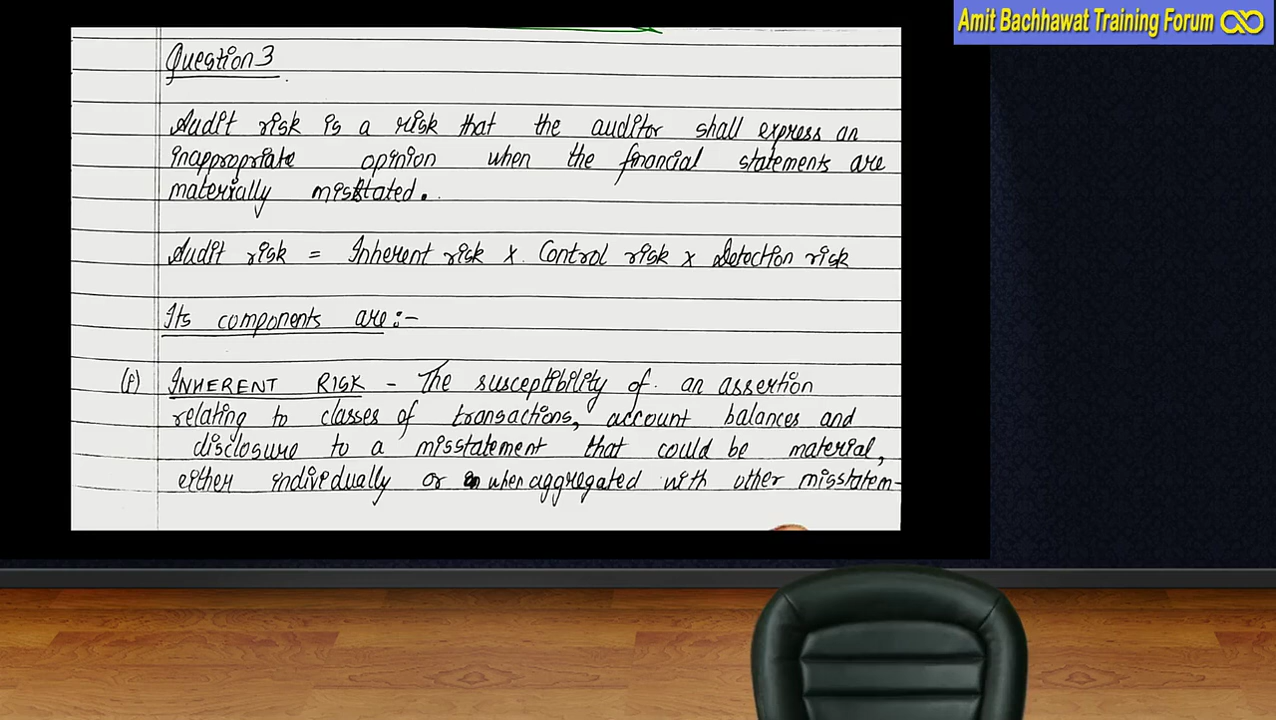 Amit Bachhawat Training Forum
Question 3
Audit risk is a risk that the auditor shall express an
inappropriate opinion when the financial statements are
materially misstated.
Audit risk = Inherent risk x Control risk x Detection risk
Its components are:-
(i) INHERENT RISK - The susceptibility of an assertion
relating to classes of transactions, account balances and
disclosure to a misstatement that could be material,
either individually or when aggregated with other misstatem-